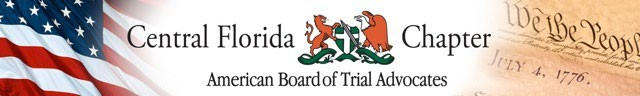 Central Florida Chapter
American Board of Trial Advocates
We the People
JULY 4, 1776.